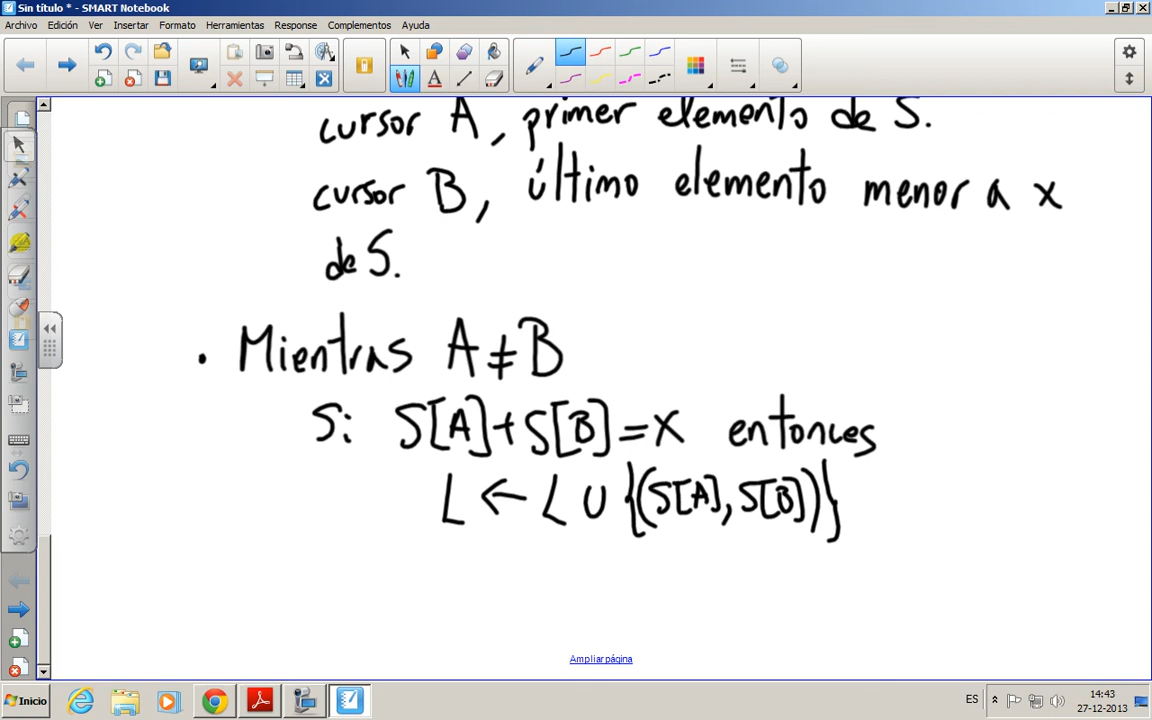 Sin título * - SMART Notebook
Archivo Edición Ver Insertar Formato Herramientas Response Complementos Ayuda
cursor A, primer elemento de S.
cursor B, último elemento menor a x
de S.
• Mientras A ≠ B
Si S[A]+S[B]=X entonces
L ← L ∪ {(S[A], S[B])}
Ampliar página
Inicio
ES
14:43
27-12-2013